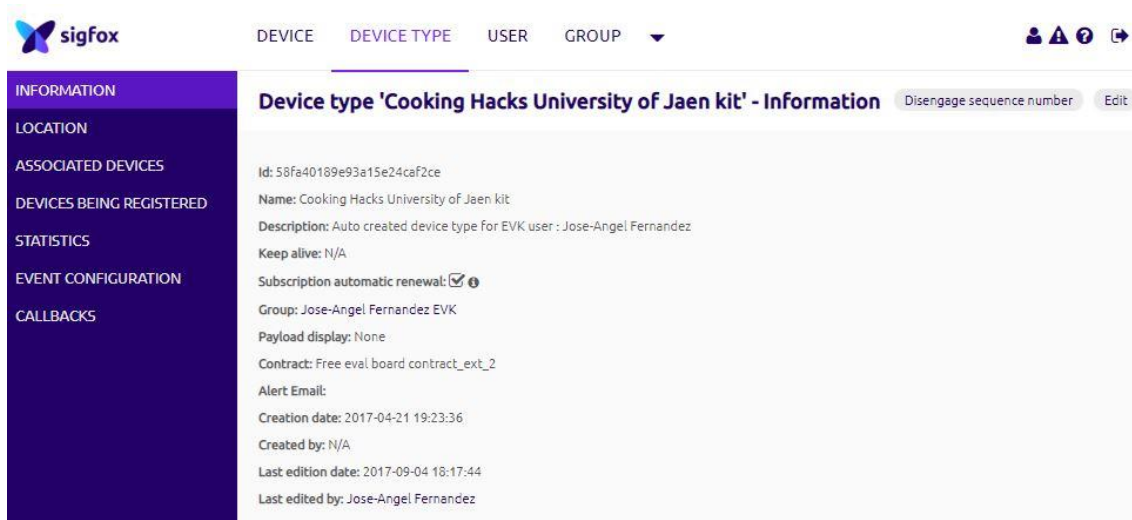 sigfox
DEVICE DEVICE TYPE USER GROUP
INFORMATION
LOCATION
ASSOCIATED DEVICES
DEVICES BEING REGISTERED
STATISTICS
EVENT CONFIGURATION
CALLBACKS
Device type 'Cooking Hacks University of Jaen kit' - Information Disengage sequence number Edit
Id: 58fa40189e93a15e24caf2ce
Name: Cooking Hacks University of Jaen kit
Description: Auto created device type for EVK user : Jose-Angel Fernandez
Keep alive: N/A
Subscription automatic renewal:
Group: Jose-Angel Fernandez EVK
Payload display: None
Contract: Free eval board contract_ext_2
Alert Email:
Creation date: 2017-04-21 19:23:36
Created by: N/A
Last edition date: 2017-09-04 18:17:44
Last edited by: Jose-Angel Fernandez